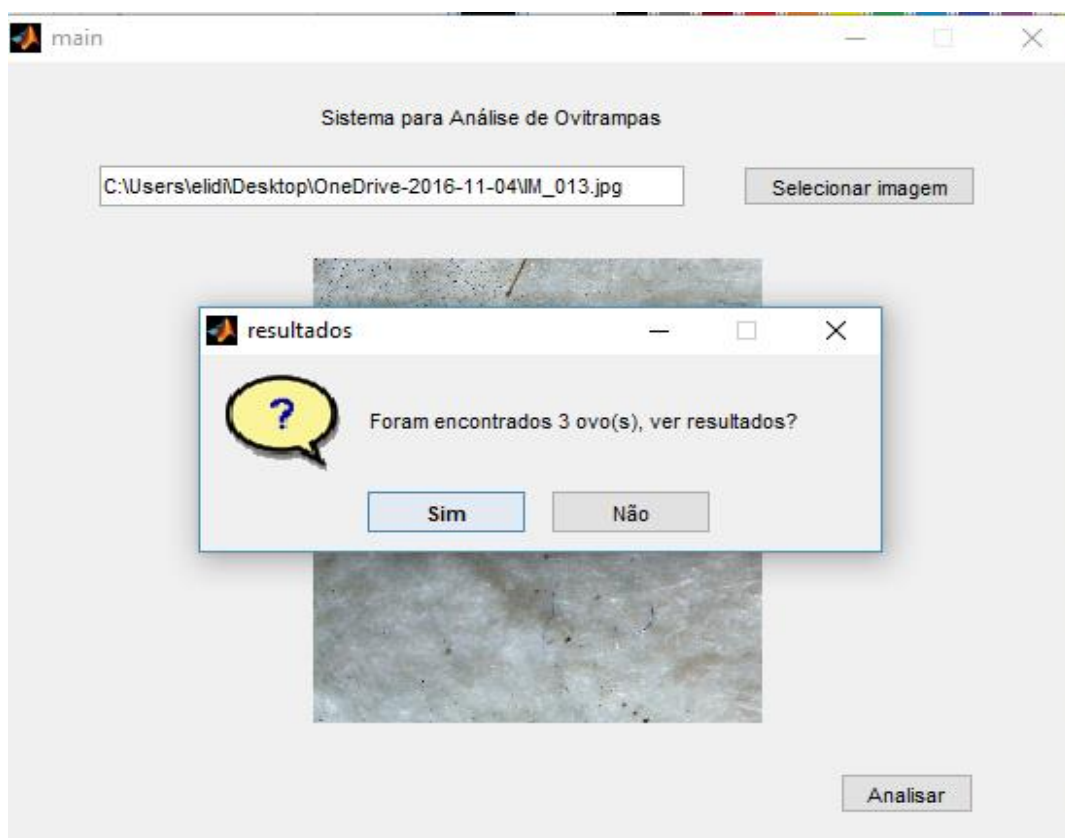 main
Sistema para Análise de Ovitrampas
C:\Users\elidi\Desktop\OneDrive-2016-11-04\IM_013.jpg
Selecionar imagem
resultados
?
Foram encontrados 3 ovo(s), ver resultados?
Sim
Não
Analisar